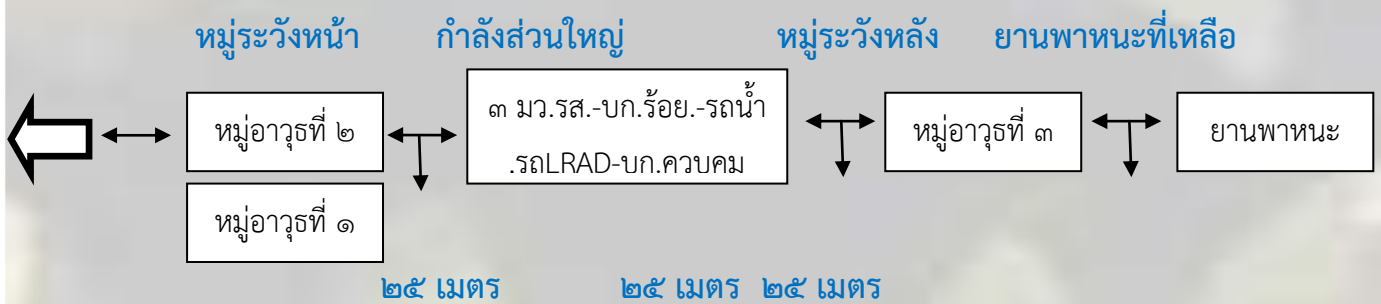 หมู่ระวังหน้า กำลังส่วนใหญ่ หมู่ระวังหลัง ยานพาหนะที่เหลือ
หมู่อาวุธที่ ๒
๓ มว.รส.-บก.ร้อย.-รถน้ำ
.รถLRAD-บก.ควบคม
หมู่อาวุธที่ ๓
ยานพาหนะ
หมู่อาวุธที่ ๑
๒๕ เมตร ๒๕ เมตร ๒๕ เมตร